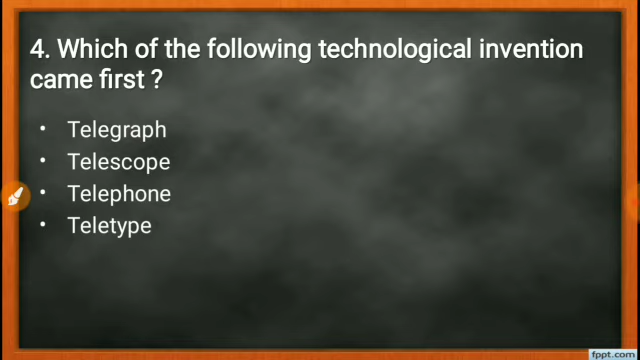 4. Which of the following technological invention
came first ?
• Telegraph
• Telescope
• Telephone
• Teletype
fppt.com